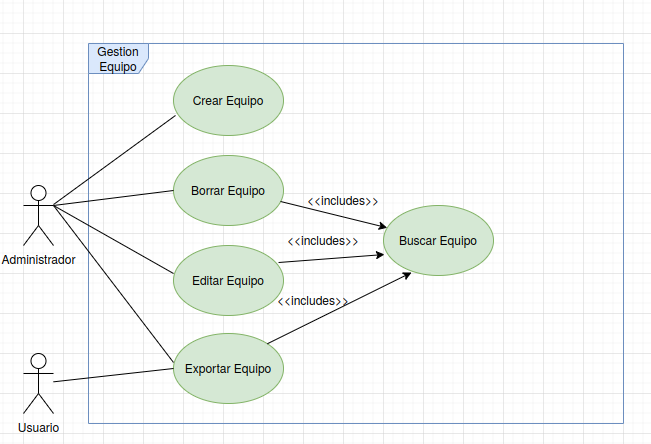 Gestion
Equipo
Crear Equipo
Borrar Equipo
<<includes>>
Buscar Equipo
<<includes>>
Administrador
Editar Equipo
<<includes>>
Exportar Equipo
Usuario